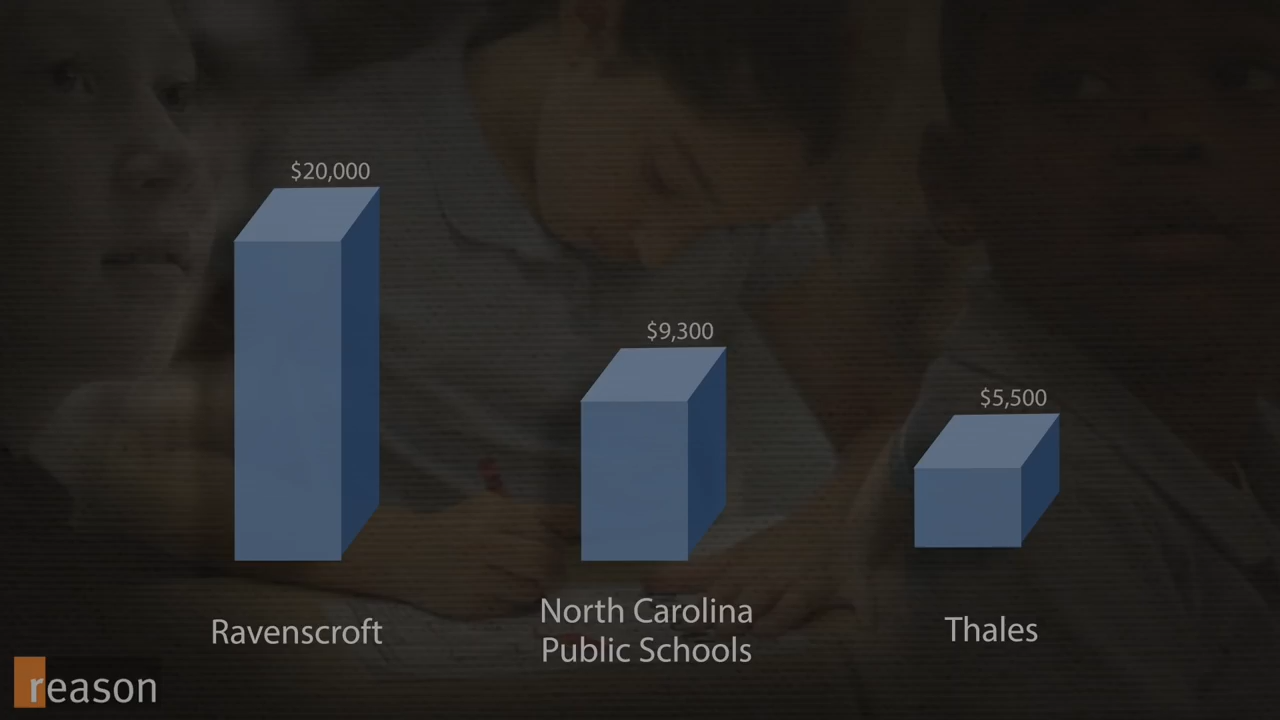 $20,000
$9,300
$5,500
Ravenscroft
North Carolina
Public Schools
Thales
reason